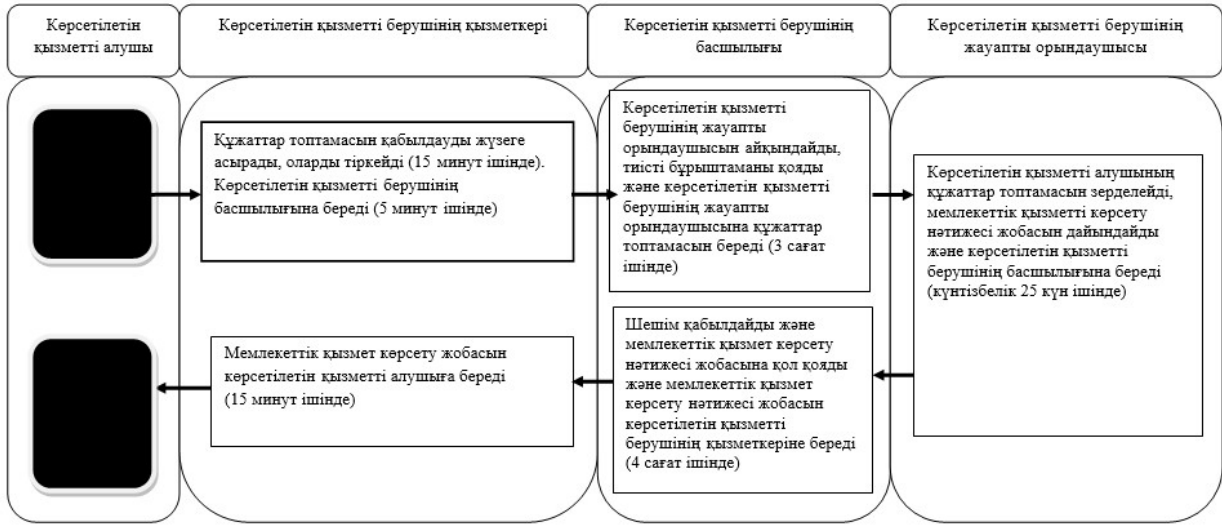 Көрсетілетін
қызметті алушы
Көрсетілетін қызметті берушінің қызметкері
Көрсетіетін қызметті берушінің
басшылығы
Көрсетілетін қызметті берушінің
жауапты орындаушысы
Құжаттар топтамасын қабылдауды жүзеге
асырады, оларды тіркейді (15 минут ішінде).
Көрсетілетін қызметті берушінің
басшылығына береді (5 минут ішінде)
Көрсетілетін қызметті
берушінің жауапты
орындаушысын айқындайды,
тиісті бұрыштаманы қояды
және көрсетілетін қызметті
берушінің жауапты
орындаушысына құжаттар
топтамасын береді (3 сағат
ішінде)
Көрсетілетін қызметті алушының
құжаттар топтамасын зерделейді,
мемлекеттік қызметті көрсету
нәтижесі жобасын дайындайды
және көрсетілетін қызметті
берушінің басшылығына береді
(күнтізбелік 25 күн ішінде)
Мемлекеттік қызмет көрсету жобасын
көрсетілетін қызметті алушыға береді
(15 минут ішінде)
Шешім қабылдайды және
мемлекеттік қызмет көрсету
нәтижесі жобасына қол қояды
және мемлекеттік қызмет
көрсету нәтижесі жобасын
көрсетілетін қызметті
берушінің қызметкеріне береді
(4 сағат ішінде)